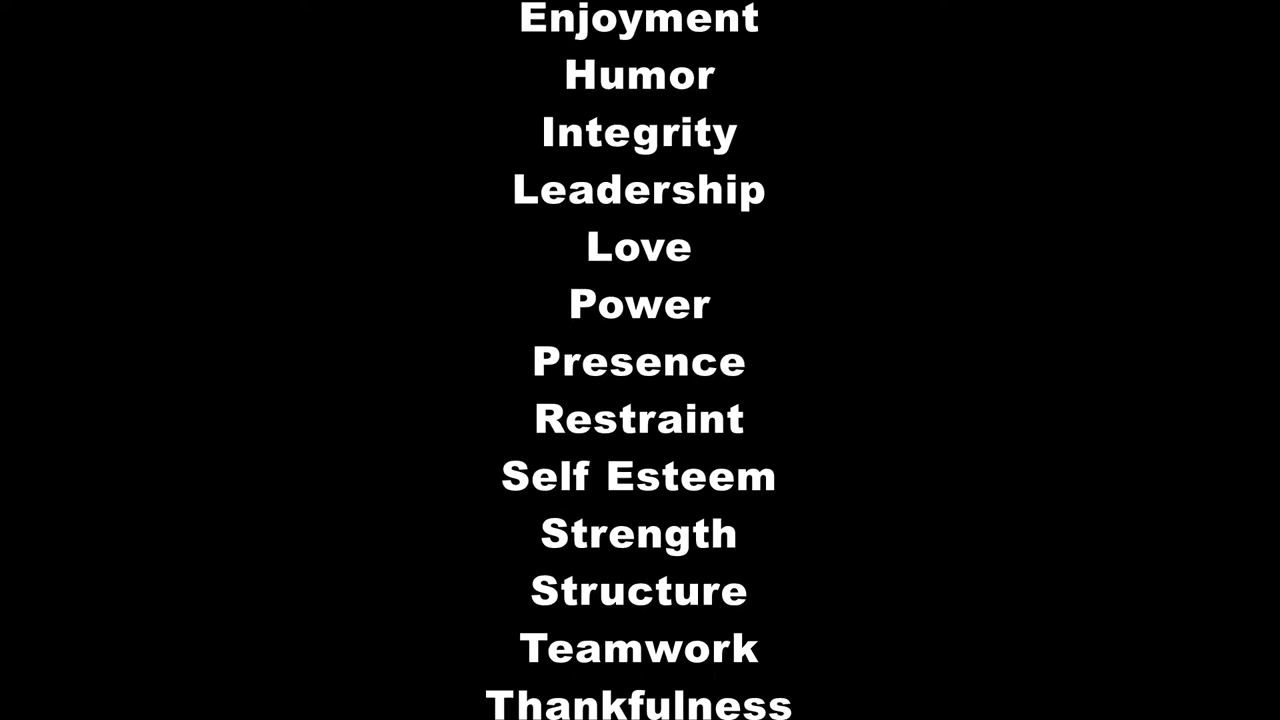 Enjoyment
Humor
Integrity
Leadership
Love
Power
Presence
Restraint
Self Esteem
Strength
Structure
Teamwork
Thankfulness